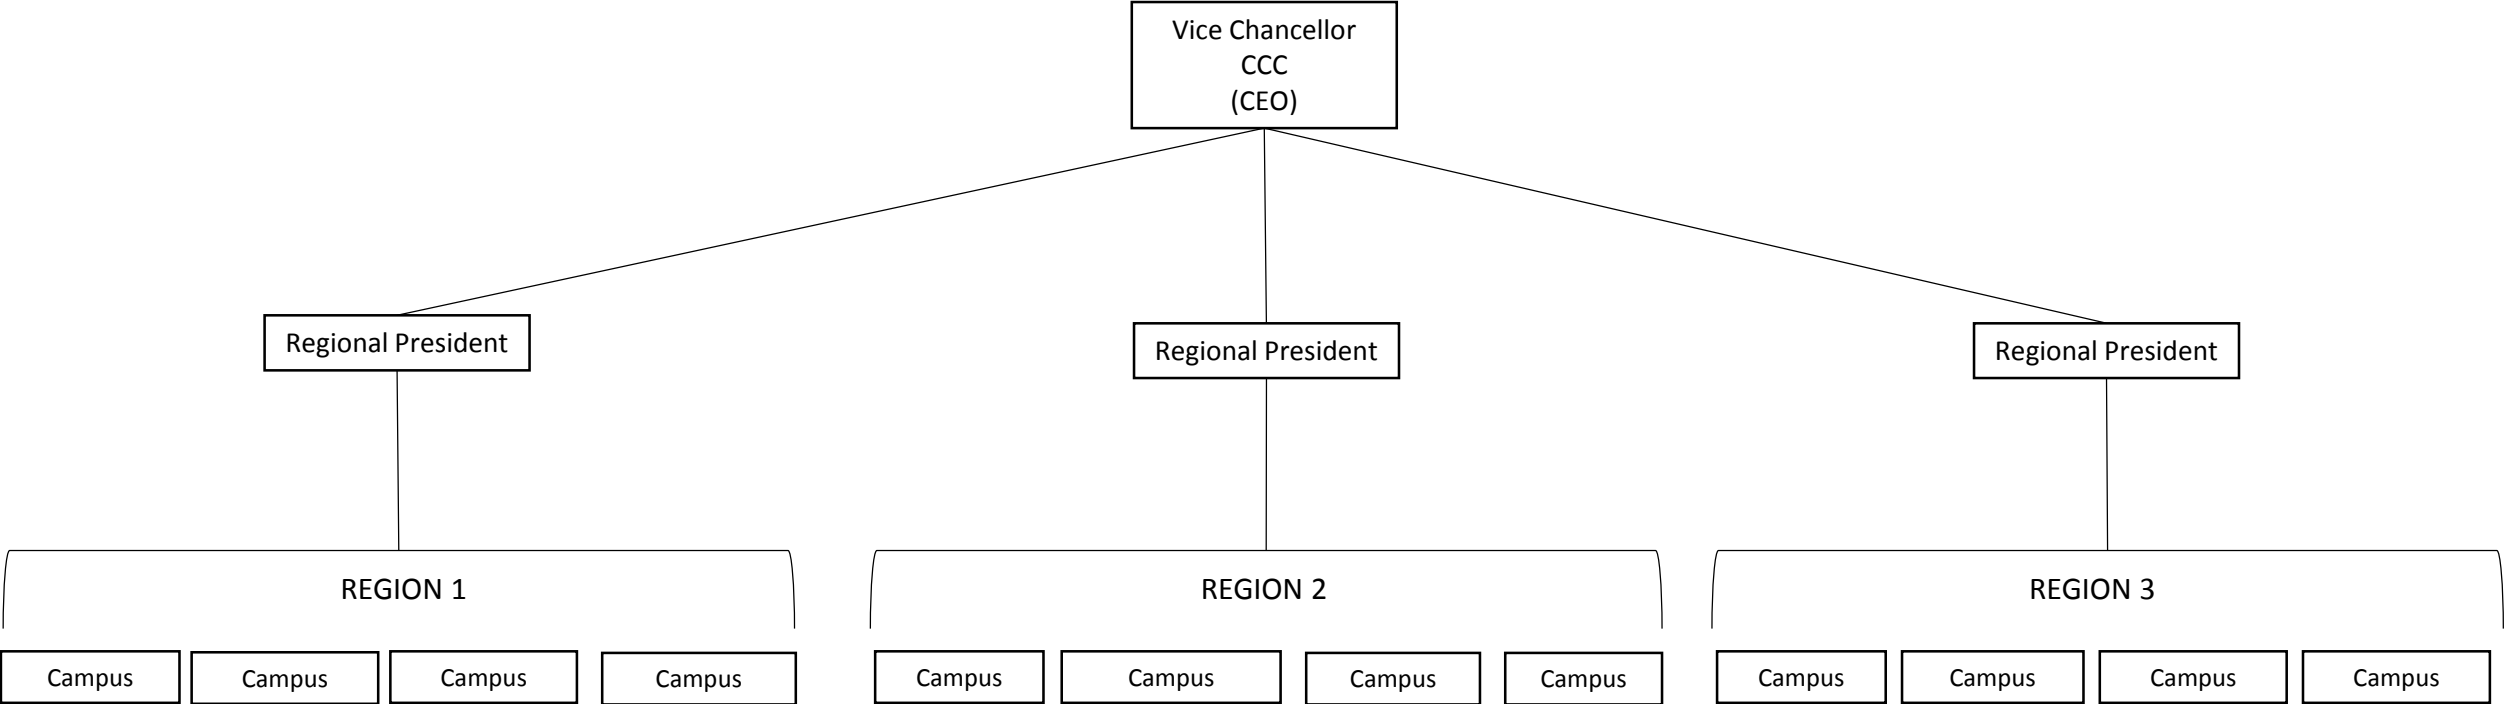 Vice Chancellor
CCC
(CEO)
Regional President
Regional President
Regional President
REGION 1
REGION 2
REGION 3
Campus
Campus
Campus
Campus
Campus
Campus
Campus
Campus
Campus
Campus
Campus
Campus